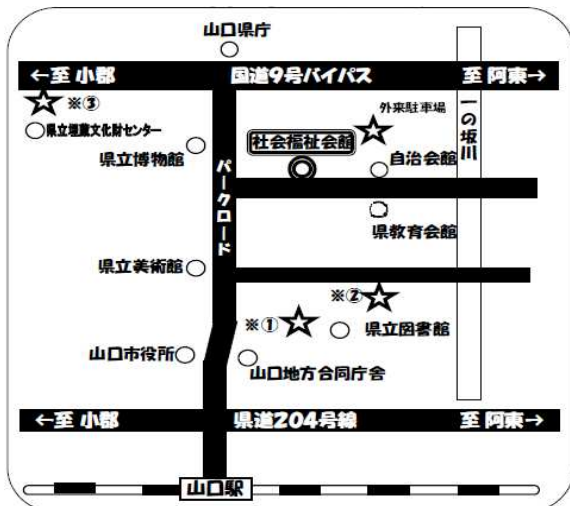 山口県庁
←至 小郡 国道9号バイパス 至 阿東→
※③
外来駐車場
一の坂川
県立埋蔵文化財センター
社会福祉会館
県立博物館
自治会館
パークロード
県教育会館
県立美術館
※②
※①
県立図書館
山口市役所
山口地方合同庁舎
←至 小郡 県道204号線 至 阿東→
山口駅